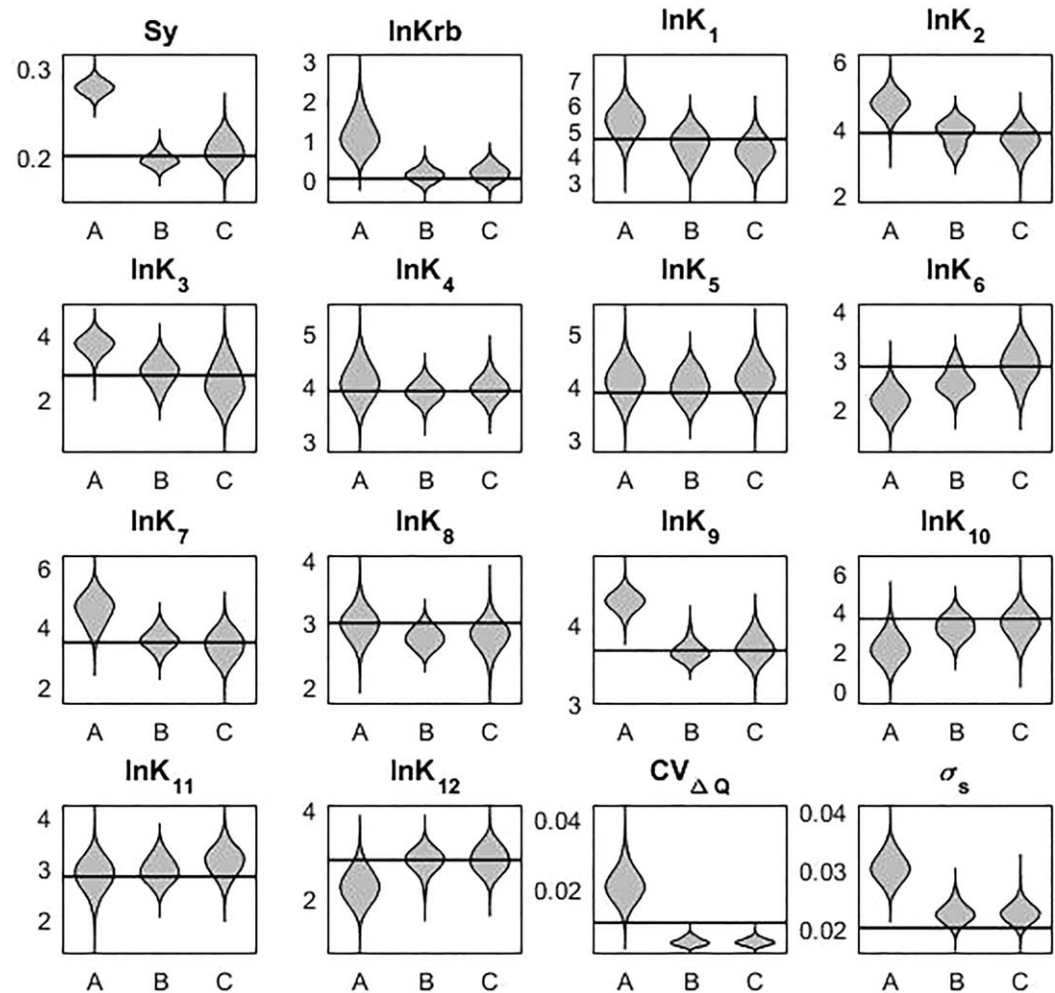 Sy lnKrb lnK1 lnK2
0.3 0.2 3 2 1 0 7 6 5 4 3 6 4 2
A B C A B C A B C A B C
lnK3 lnK4 lnK5 lnK6
4 2 5 4 3 5 4 3 4 3 2
A B C A B C A B C A B C
lnK7 lnK8 lnK9 lnK10
6 4 2 4 3 2 4 3 6 4 2 0
A B C A B C A B C A B C
lnK11 lnK12 CVΔQ σs
4 3 2 4 2 0.04 0.02 0.04 0.03 0.02
A B C A B C A B C A B C